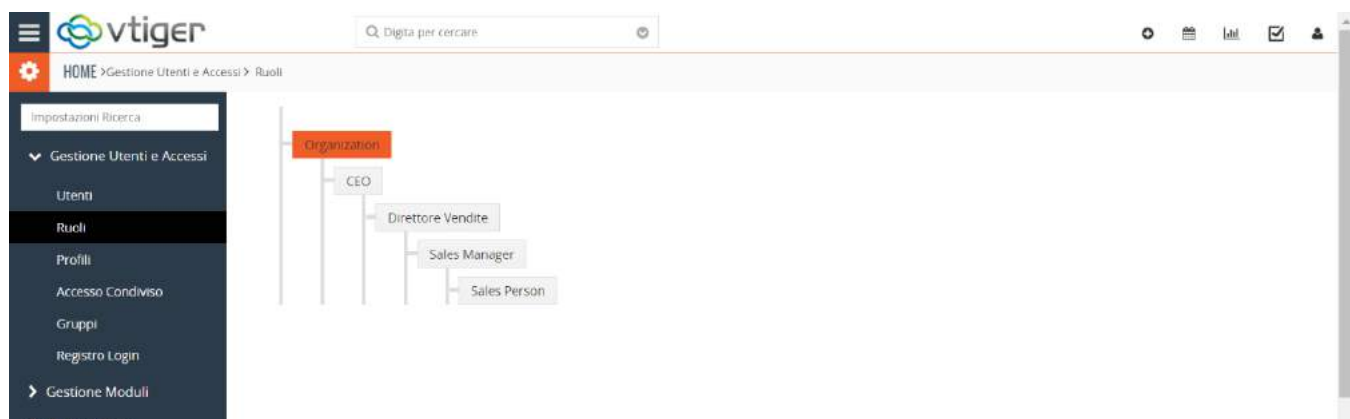 vtiger
Digita per cercare
HOME >Gestione Utenti e Accessi > Ruoli
Impostazioni Ricerca
Gestione Utenti e Accessi
Utenti
Ruoli
Profili
Accesso Condiviso
Gruppi
Registro Login
Gestione Moduli
Organization
CEO
Direttore Vendite
Sales Manager
Sales Person